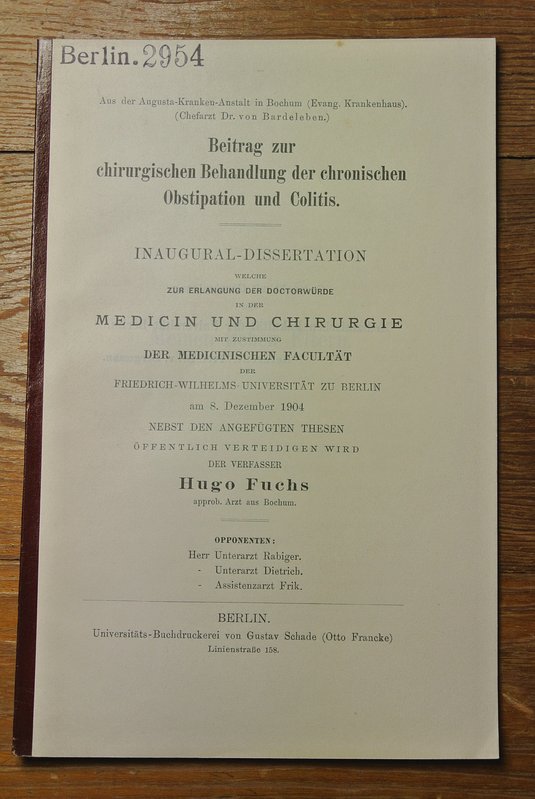 Berlin. 2954
Aus der Augusta-Kranken-Anstalt in Bochum (Evang. Krankenhaus).
(Chefarzt Dr. von Bardeleben.)
Beitrag zur
chirurgischen Behandlung der chronischen
Obstipation und Colitis.
INAUGURAL-DISSERTATION
WELCHE
ZUR ERLANGUNG DER DOCTORWÜRDE
IN DER
MEDICIN UND CHIRURGIE
MIT ZUSTIMMUNG
DER MEDICINISCHEN FACULTÄT
DER
FRIEDRICH-WILHELMS-UNIVERSITÄT ZU BERLIN
am 8. Dezember 1904
NEBST DEN ANGEFÜGTEN THESEN
ÖFFENTLICH VERTEIDIGEN WIRD
DER VERFASSER
Hugo Fuchs
approb. Arzt aus Bochum.
OPPONENTEN:
Herr Unterarzt Rabiger.
- Unterarzt Dietrich.
- Assistenzarzt Frik.
BERLIN.
Universitäts-Buchdruckerei von Gustav Schade (Otto Francke)
Linienstraße 158.